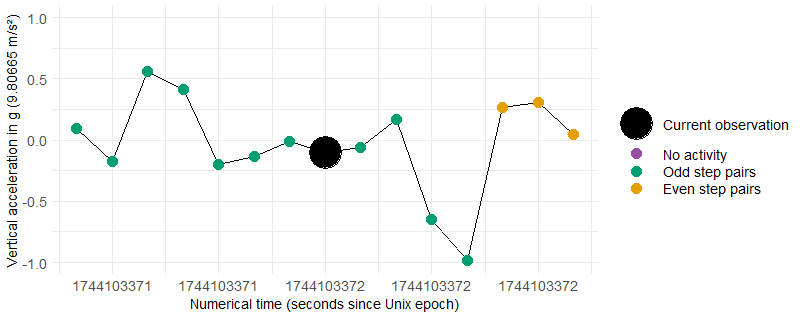 Vertical acceleration in g (9.80665 m/s²)
1.0
0.5
0.0
-0.5
-1.0
1744103371
1744103371
1744103372
1744103372
1744103372
Numerical time (seconds since Unix epoch)
Current observation
No activity
Odd step pairs
Even step pairs